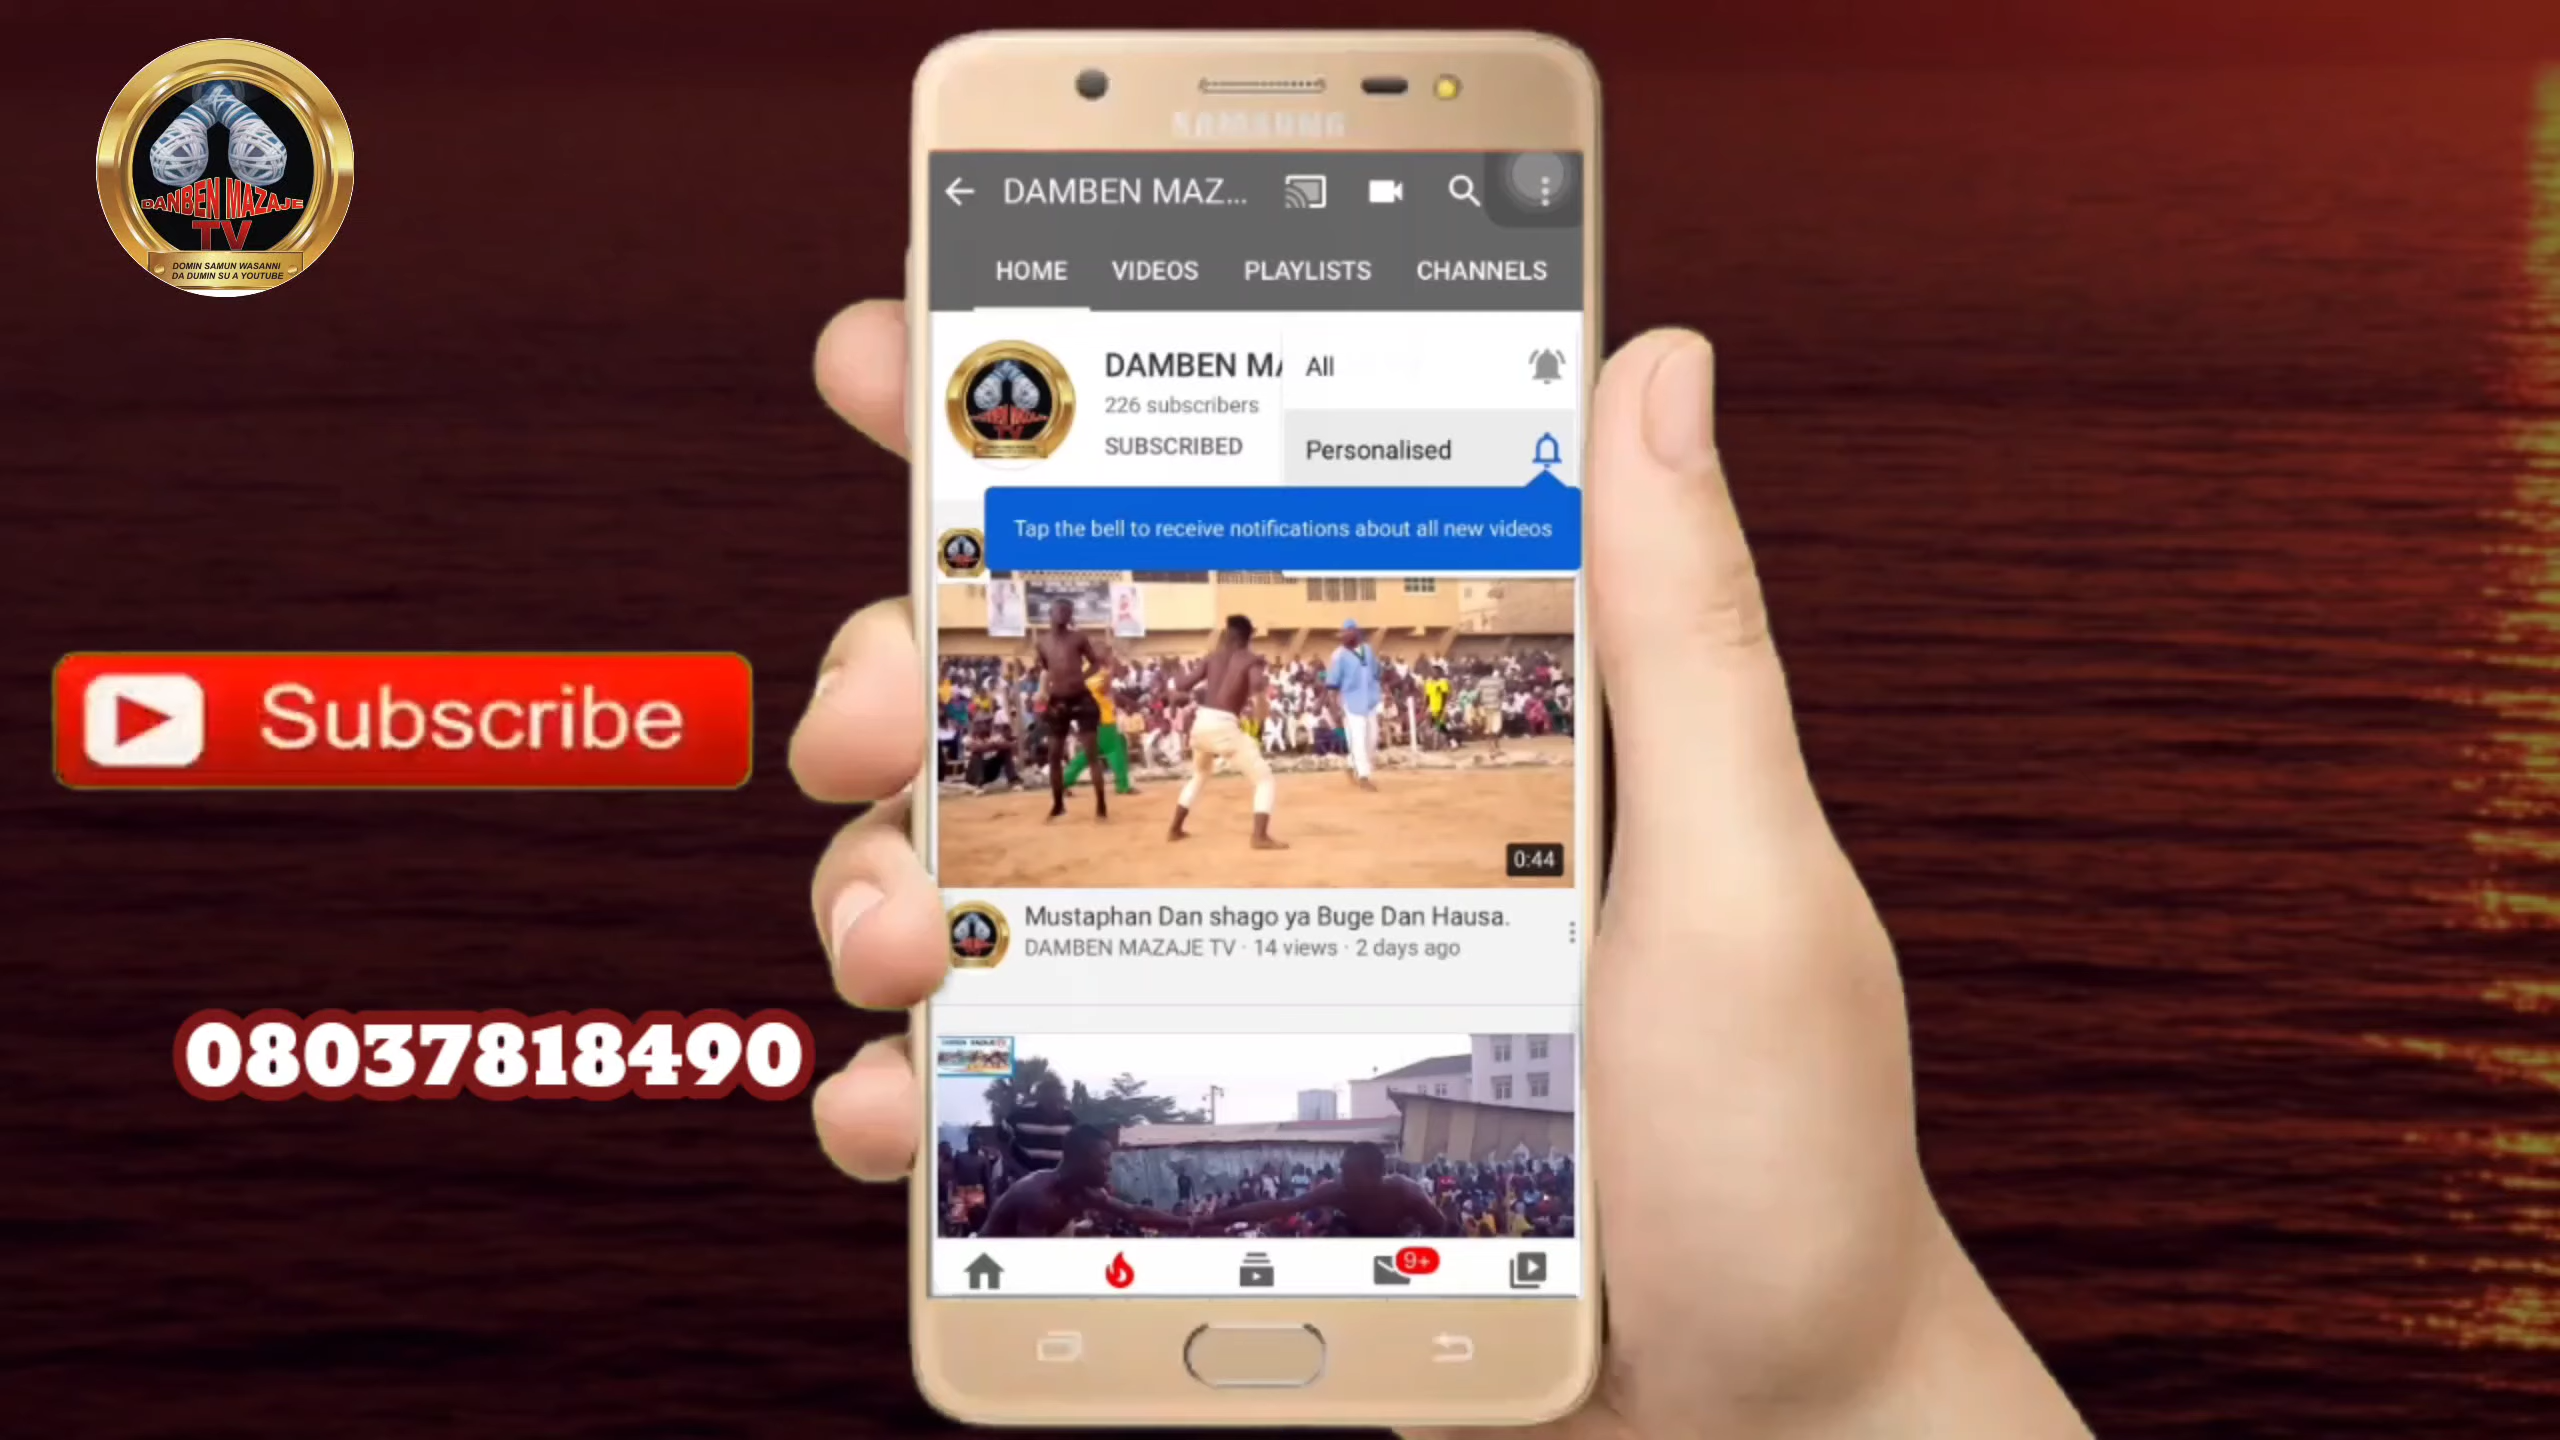 DANBEN MAZAJE
TV
DOMIN SAMUN WASANNI
DA DUMIN SU A YOUTUBE
Subscribe
08037818490
SAMSUNG
DAMBEN MAZ...
HOME VIDEOS PLAYLISTS CHANNELS
DAMBEN MA
226 subscribers
SUBSCRIBED
All
Personalised
Tap the bell to receive notifications about all new videos
0:44
Mustaphan Dan shago ya Buge Dan Hausa.
DAMBEN MAZAJE TV · 14 views · 2 days ago
9+